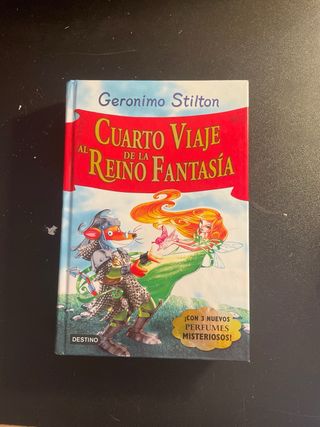 Geronimo Stilton
CUARTO VIAJE
AL REINO DE LA FANTASÍA
¡CON 3 NUEVOS
PERFUMES
MISTERIOSOS!
DESTINO